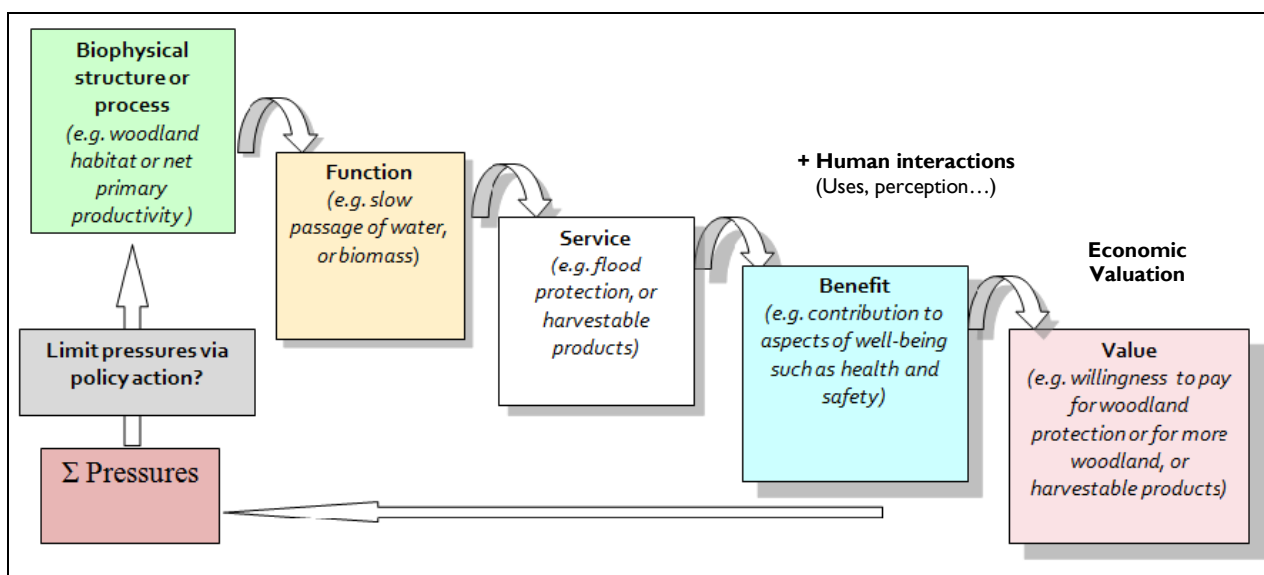 Biophysical
structure or
process
(e.g. woodland
habitat or net
primary
productivity )
Function
(e.g. slow
passage of water,
or biomass)
Service
(e.g. flood
protection, or
harvestable
products)
+ Human interactions
(Uses, perception…)
Benefit
(e.g. contribution to
aspects of well-being
such as health and
safety)
Economic
Valuation
Value
(e.g. willingness to pay
for woodland
protection or for more
woodland, or
harvestable products)
Limit pressures via
policy action?
Σ Pressures